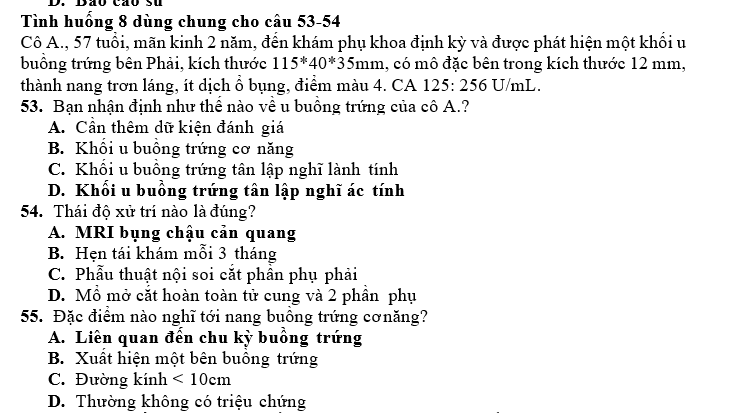 D. Bao cao su
Tình huống 8 dùng chung cho câu 53-54
Cô A., 57 tuổi, mãn kinh 2 năm, đến khám phụ khoa định kỳ và được phát hiện một khối u
buồng trứng bên Phải, kích thước 115*40*35mm, có mô đặc bên trong kích thước 12 mm,
thành nang trơn láng, ít dịch ổ bụng, điểm màu 4. CA 125: 256 U/mL.
53. Bạn nhận định như thế nào về u buồng trứng của cô A.?
A. Cần thêm dữ kiện đánh giá
B. Khối u buồng trứng cơ năng
C. Khối u buồng trứng tân lập nghĩ lành tính
D. Khối u buồng trứng tân lập nghĩ ác tính
54. Thái độ xử trí nào là đúng?
A. MRI bụng chậu cản quang
B. Hẹn tái khám mỗi 3 tháng
C. Phẫu thuật nội soi cắt phần phụ phải
D. Mổ mở cắt hoàn toàn tử cung và 2 phần phụ
55. Đặc điểm nào nghĩ tới nang buồng trứng cơ năng?
A. Liên quan đến chu kỳ buồng trứng
B. Xuất hiện một bên buồng trứng
C. Đường kính < 10cm
D. Thường không có triệu chứng